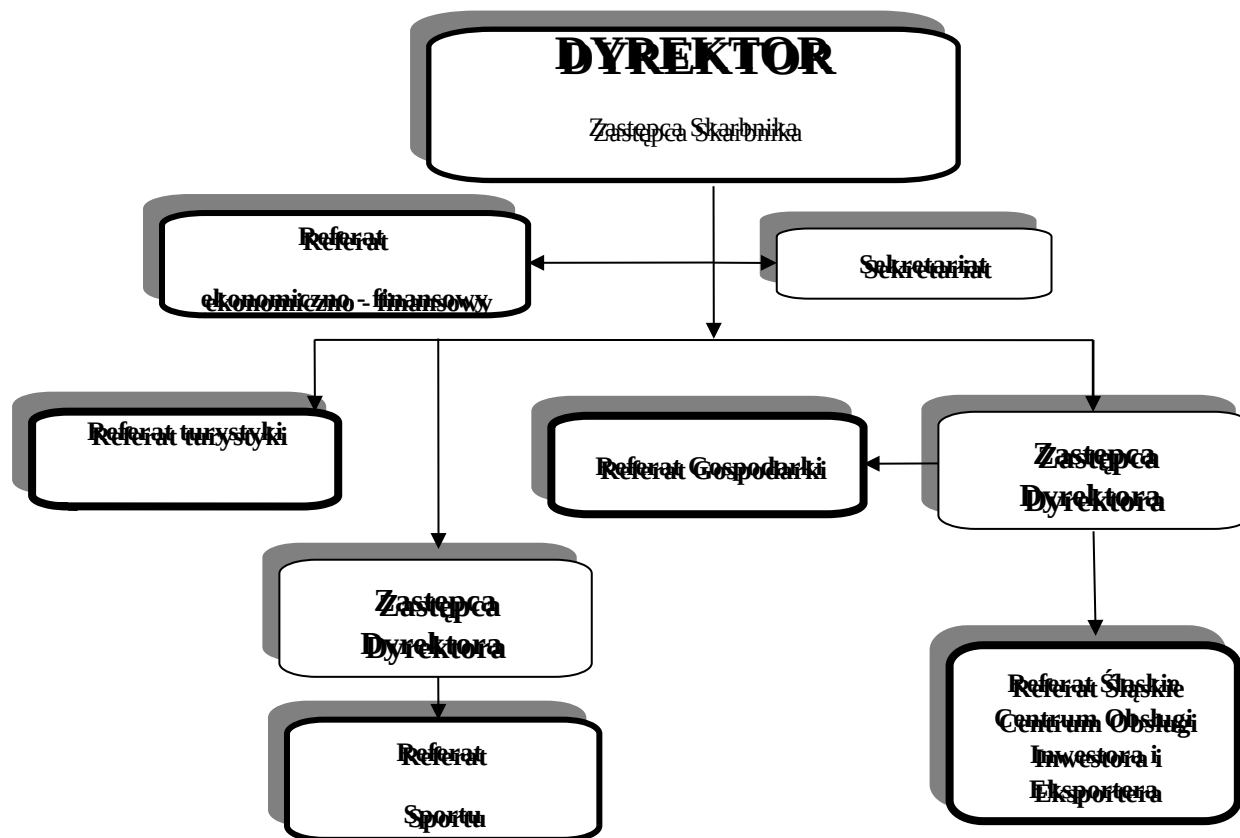 DYREKTOR
Zastępca Skarbnika
Referat
ekonomiczno - finansowy
Sekretariat
Referat turystyki
Referat Gospodarki
Zastępca
Dyrektora
Zastępca
Dyrektora
Referat Śląskie
Centrum Obsługi
Inwestora i
Eksportera
Referat
Sportu